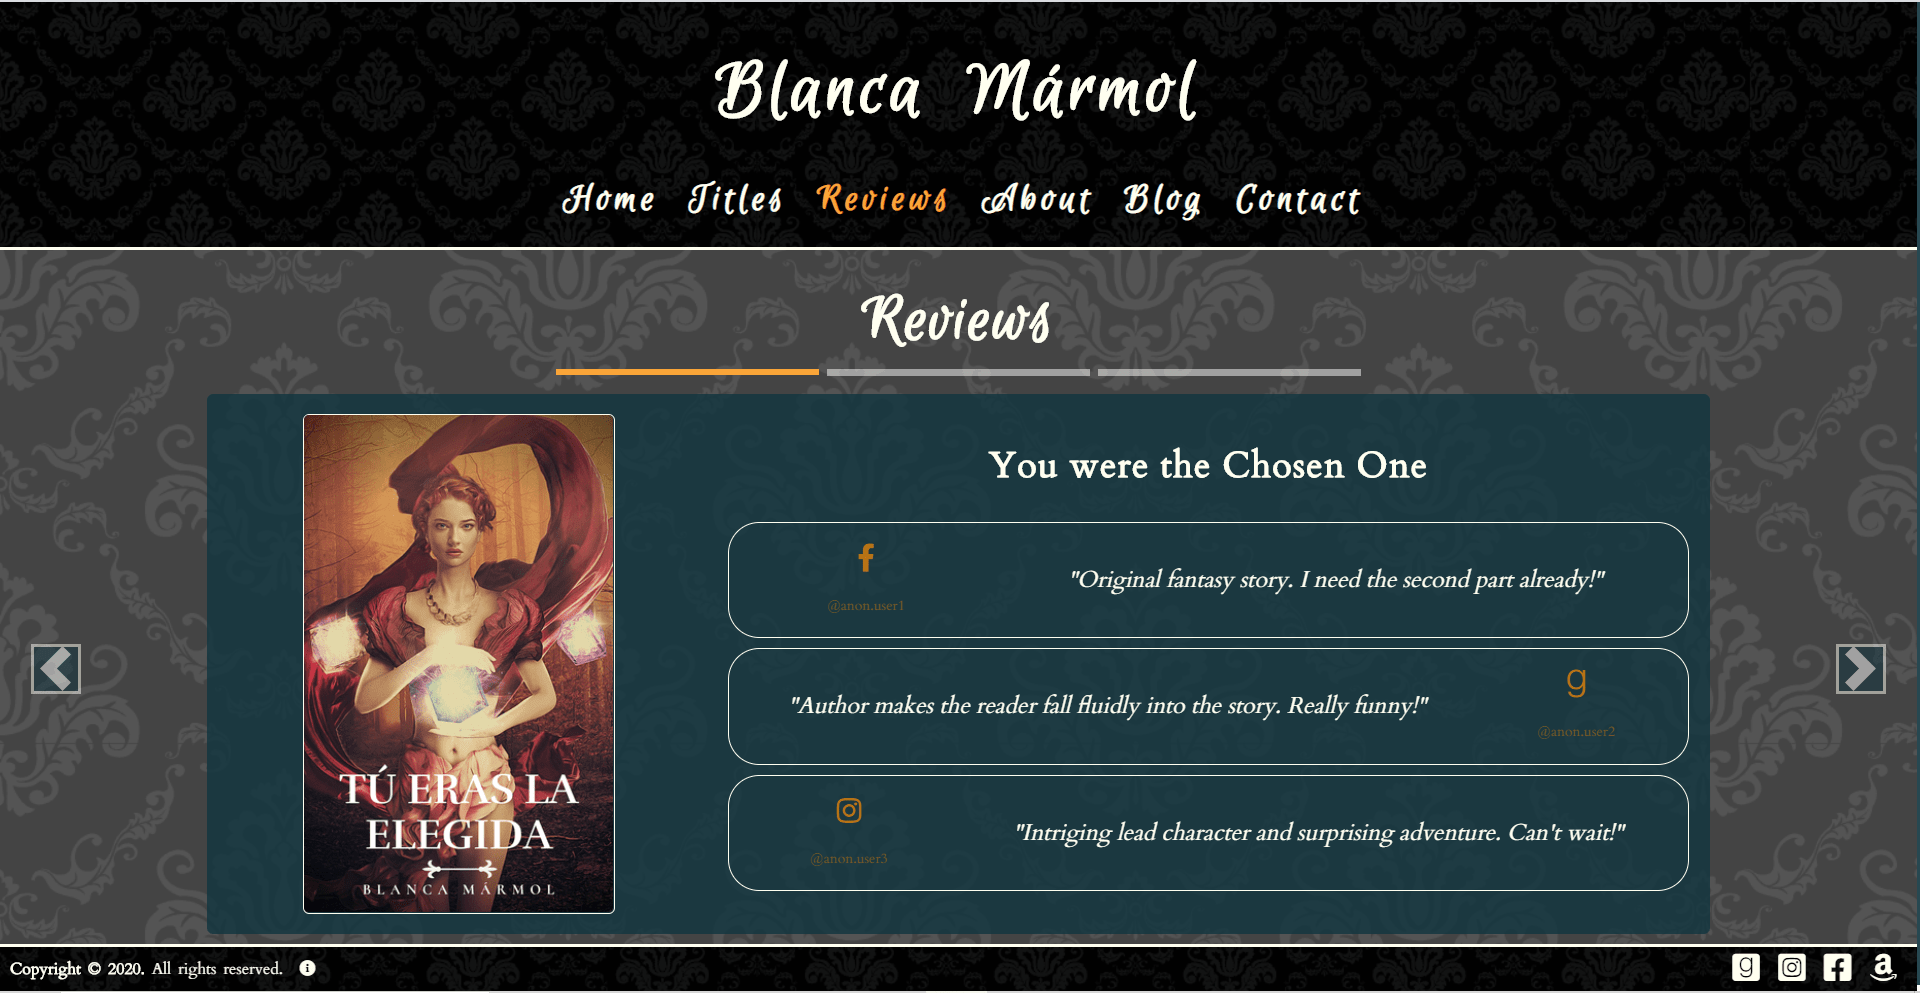 Blanca Mármol
Home Titles Reviews About Blog Contact
Reviews
TÚ ERAS LA
ELEGIDA
BLANCA MÁRMOL
You were the Chosen One
"Original fantasy story. I need the second part already!"
@anon.user1
"Author makes the reader fall fluidly into the story. Really funny!"
@anon.user2
"Intriging lead character and surprising adventure. Can't wait!"
@anon.user3
Copyright © 2020. All rights reserved.